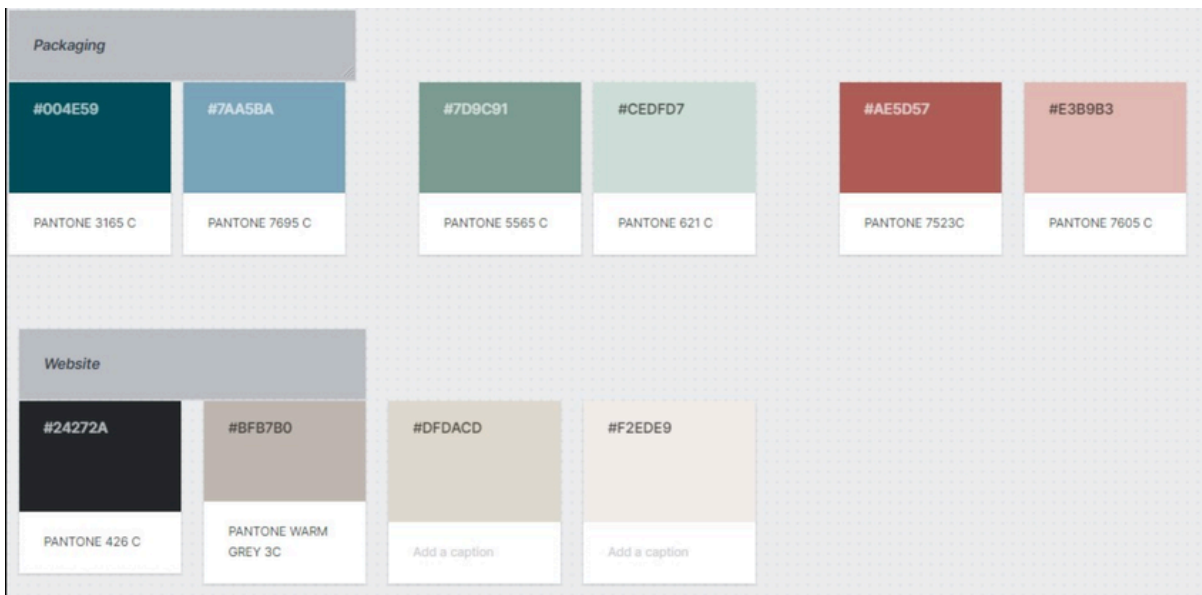 Packaging
#004E59
#7AA5BA
#7D9C91
#CEDFD7
#AE5D57
#E3B9B3
PANTONE 3165 C
PANTONE 7695 C
PANTONE 5565 C
PANTONE 621 C
PANTONE 7523C
PANTONE 7605 C
Website
#24272A
#BFB7B0
#DFDACD
#F2EDE9
PANTONE 426 C
PANTONE WARM
GREY 3C
Add a caption
Add a caption